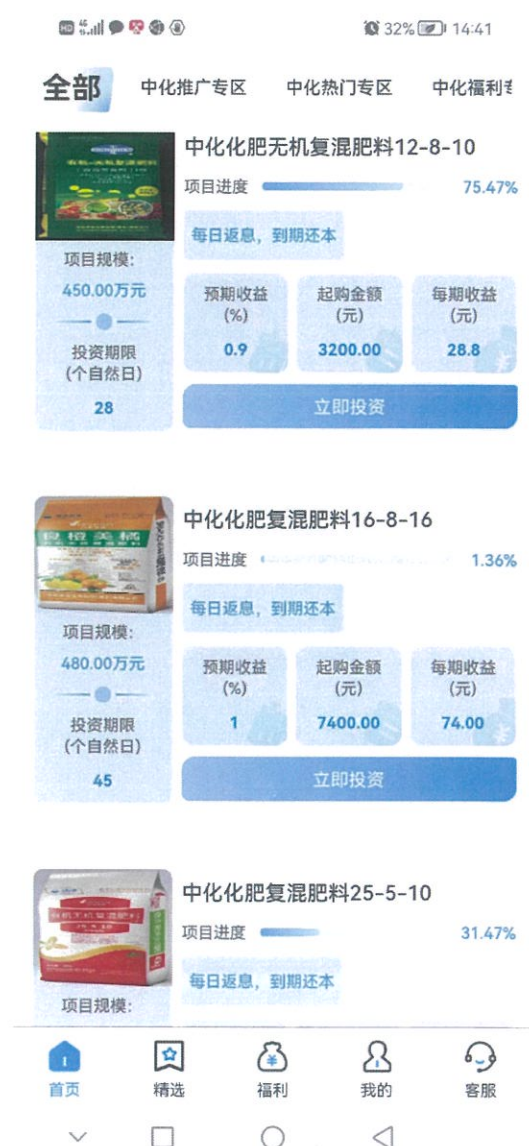 32% 14:41
全部 中化推广专区 中化热门专区 中化福利专
中化化肥无机复混肥料12-8-10
项目进度 75.47%
每日返息，到期还本
项目规模：
450.00万元
投资期限
(个自然日)
28
预期收益
(%)
0.9
起购金额
(元)
3200.00
每期收益
(元)
28.8
立即投资
良橙美橘
中化化肥复混肥料16-8-16
项目进度 1.36%
每日返息，到期还本
项目规模：
480.00万元
投资期限
(个自然日)
45
预期收益
(%)
1
起购金额
(元)
7400.00
每期收益
(元)
74.00
立即投资
中化化肥复混肥料25-5-10
项目进度 31.47%
每日返息，到期还本
项目规模：
首页 精选 福利 我的 客服